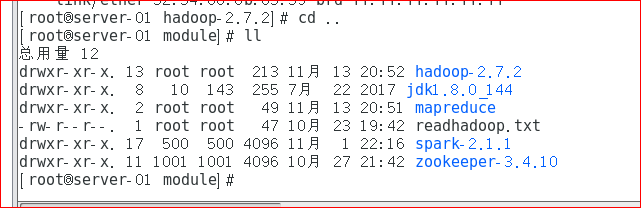 [root@server-01 hadoop-2.7.2]# cd ..
[root@server-01 module]# ll
总用量 12
drwxr-xr-x. 13 root root 213 11月 13 20:52 hadoop-2.7.2
drwxr-xr-x. 8 10 143 255 7月 22 2017 jdk1.8.0_144
drwxr-xr-x. 2 root root 49 11月 13 20:51 mapreduce
-rw-r--r--. 1 root root 47 10月 23 19:42 readhadoop.txt
drwxr-xr-x. 17 500 500 4096 11月 1 22:16 spark-2.1.1
drwxr-xr-x. 11 1001 1001 4096 10月 27 21:42 zookeeper-3.4.10
[root@server-01 module]#